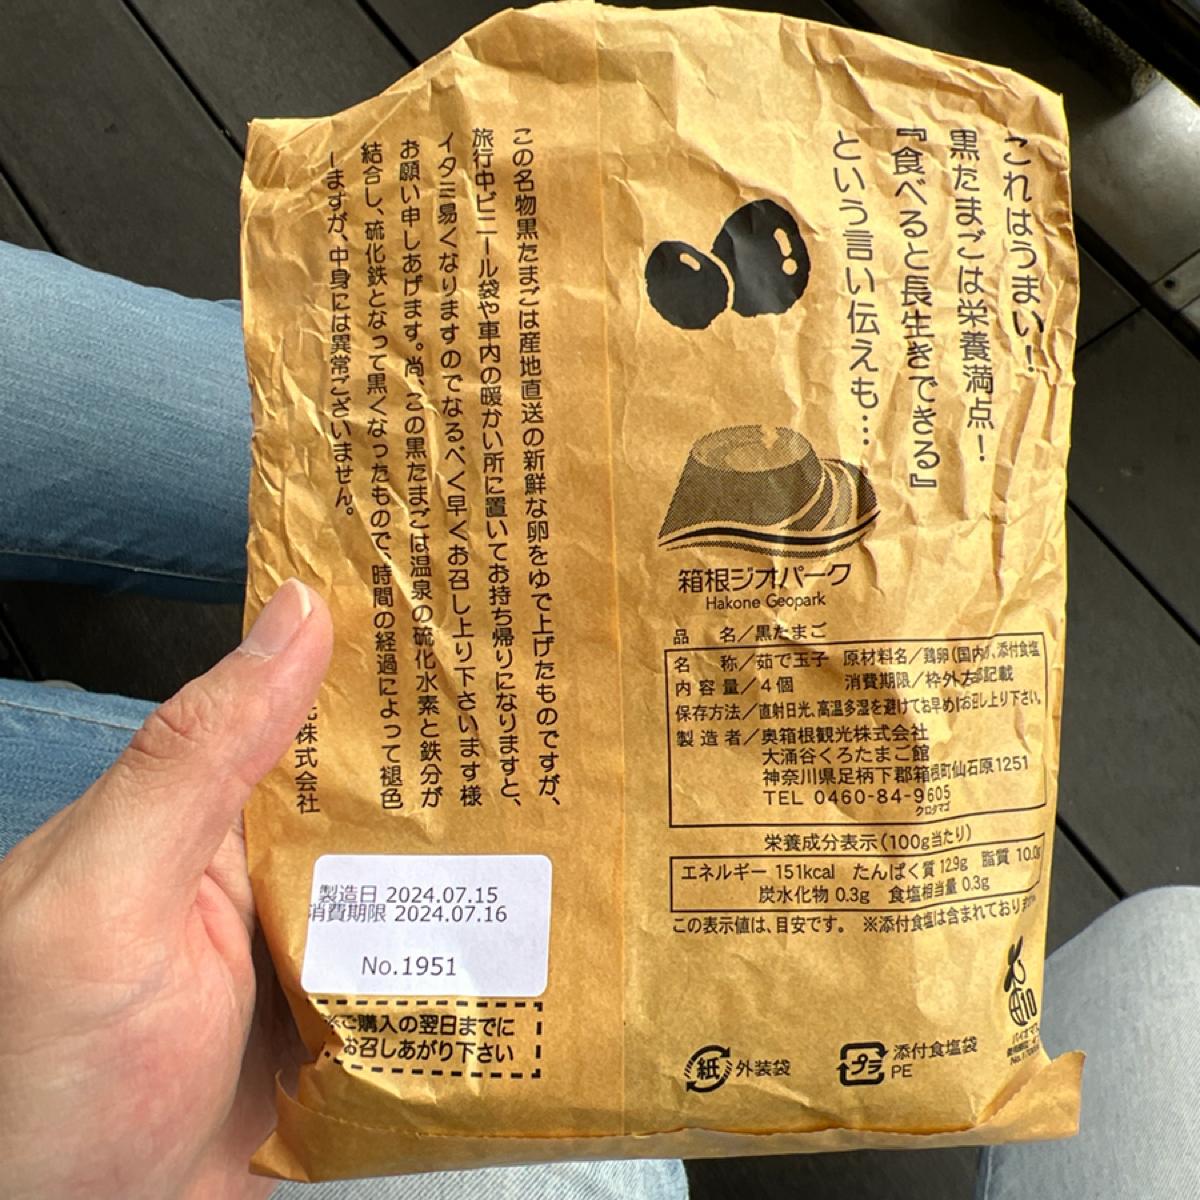 これはうまい!
黒たまごは栄養満点!
『食べると長生きできる』
という言い伝えも…
箱根ジオパーク
Hakone Geopark
品 名/黒たまご
名 称/茹で玉子 原材料名/鶏卵(国内)、添付食塩
内容量/4個 消費期限/枠外左部記載
保存方法/直射日光、高温多湿を避けてお早めにお召し上り下さい。
製造者/奥箱根観光株式会社
大涌谷くろたまご館
神奈川県足柄下郡箱根町仙石原1251
TEL 0460-84-9605
クロタマゴ
栄養成分表示(100g当たり)
エネルギー 151kcal たんぱく質 12.9g 脂質 10.0g
炭水化物 0.3g 食塩相当量 0.3g
この表示値は、目安です。 ※添付食塩は含まれておりません
紙 外装袋
プラ 添付食塩袋
PE
バイオマス
この名物黒たまごは産地直送の新鮮な卵をゆで上げたものですが、
旅行中ビニール袋や車内の暖かい所に置いてお持ち帰りになりますと、
イタミ易くなりますのでなるべく早くお召し上り下さいます様
お願い申しあげます。尚、この黒たまごは温泉の硫化水素と鉄分が
結合し、硫化鉄となって黒くなったもので、時間の経過によって褪色
しますが、中身には異常ございません。
株式会社
製造日 2024.07.15
消費期限 2024.07.16
No.1951
※ご購入の翌日までに
お召しあがり下さい